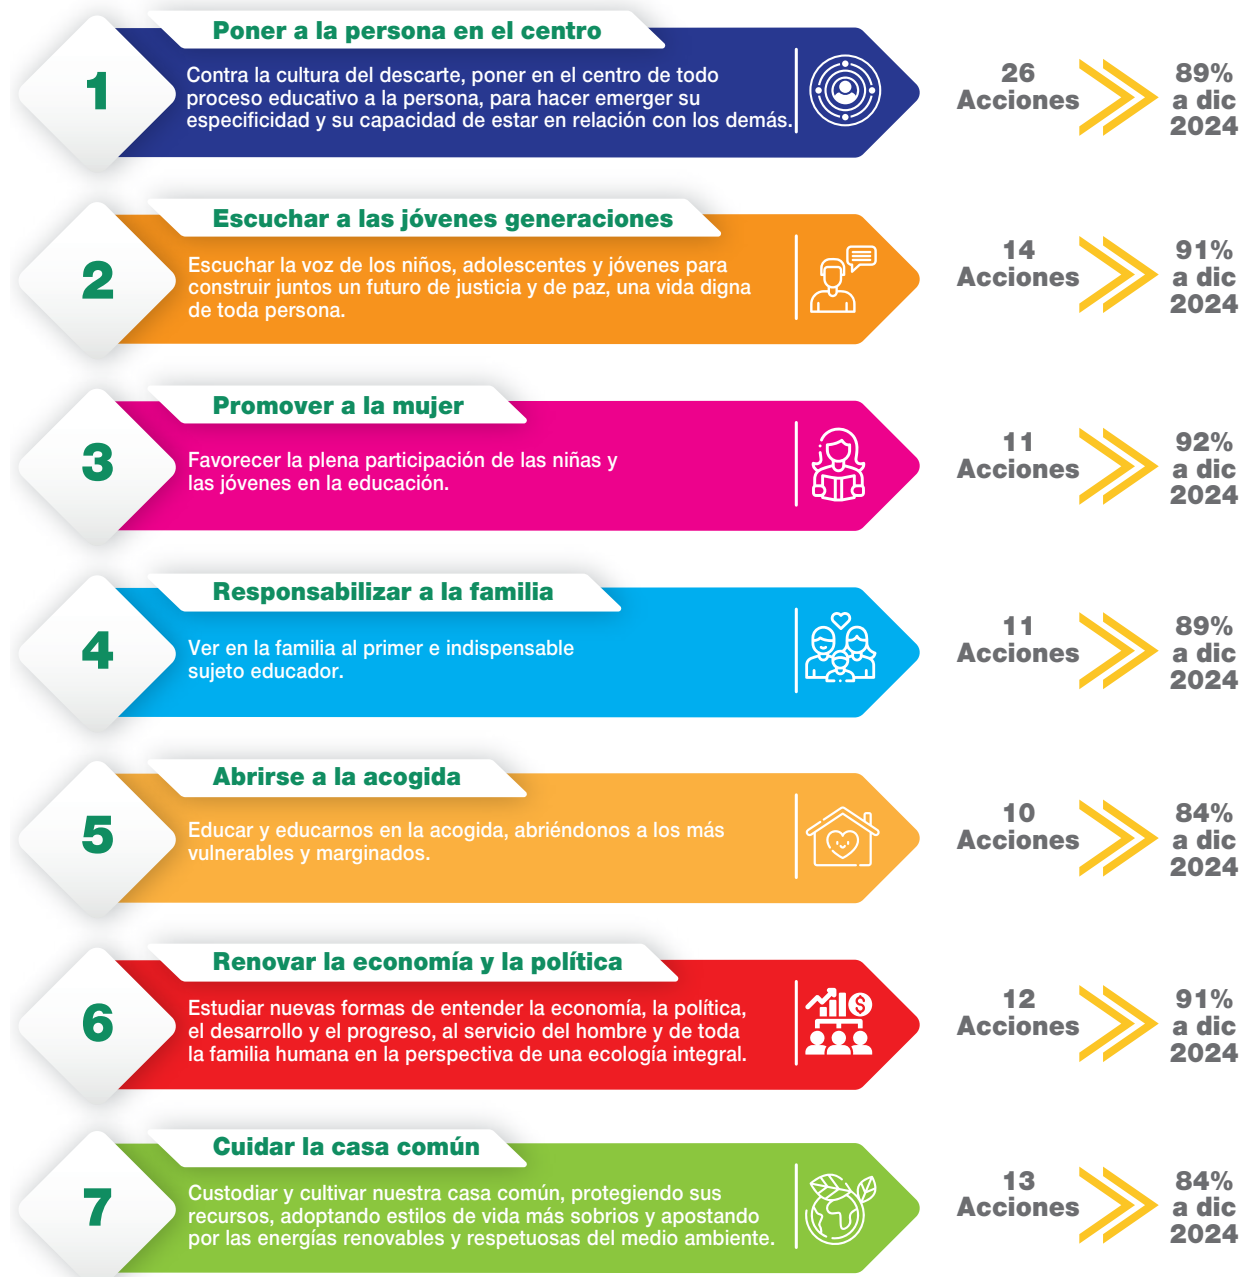 Poner a la persona en el centro
1
Contra la cultura del descarte, poner en el centro de todo
proceso educativo a la persona, para hacer emerger su
especificidad y su capacidad de estar en relación con los demás.
26
Acciones
89%
a dic
2024
Escuchar a las jóvenes generaciones
2
Escuchar la voz de los niños, adolescentes y jóvenes para
construir juntos un futuro de justicia y de paz, una vida digna
de toda persona.
14
Acciones
91%
a dic
2024
Promover a la mujer
3
Favorecer la plena participación de las niñas y
las jóvenes en la educación.
11
Acciones
92%
a dic
2024
Responsabilizar a la familia
4
Ver en la familia al primer e indispensable
sujeto educador.
11
Acciones
89%
a dic
2024
Abrirse a la acogida
5
Educar y educarnos en la acogida, abriéndonos a los más
vulnerables y marginados.
10
Acciones
84%
a dic
2024
Renovar la economía y la política
6
Estudiar nuevas formas de entender la economía, la política,
el desarrollo y el progreso, al servicio del hombre y de toda
la familia humana en la perspectiva de una ecología integral.
$
12
Acciones
91%
a dic
2024
Cuidar la casa común
7
Custodiar y cultivar nuestra casa común, protegiendo sus
recursos, adoptando estilos de vida más sobrios y apostando
por las energías renovables y respetuosas del medio ambiente.
13
Acciones
84%
a dic
2024